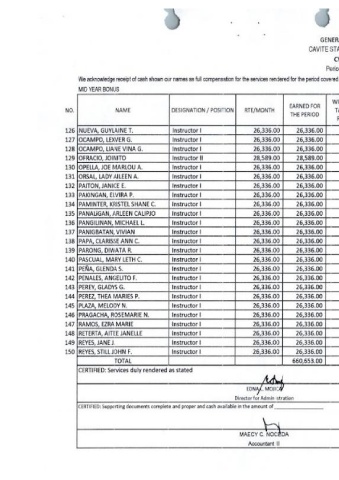 GENER
CAVITE STA
C
Perio
We acknowledge receipt of cash shown our names as full compensation for the services rendered for the period covered
MID YEAR BONUS
NO. NAME DESIGNATION / POSITION RTE/MONTH EARNED FOR THE PERIOD
126 NUEVA, GUYLAINE T. Instructor I 26,336.00 26,336.00
127 OCAMPO, LEXVER G. Instructor I 26,336.00 26,336.00
128 OCAMPO, LIANE VINA G. Instructor I 26,336.00 26,336.00
129 OFRACIO, JOIMITO Instructor II 28,589.00 28,589.00
130 OPELLA, JOE MARLOU A. Instructor I 26,336.00 26,336.00
131 ORSAL, LADY AILEEN A. Instructor I 26,336.00 26,336.00
132 PAITON, JANICE E. Instructor I 26,336.00 26,336.00
133 PAKINGAN, ELVIRA P. Instructor I 26,336.00 26,336.00
134 PAMINTER, KRISTEL SHANE C. Instructor I 26,336.00 26,336.00
135 PANALIGAN, ARLEEN CALIPJO Instructor I 26,336.00 26,336.00
136 PANGILINAN, MICHAEL L. Instructor I 26,336.00 26,336.00
137 PANIGBATAN, VIVIAN Instructor I 26,336.00 26,336.00
138 PAPA, CLARISSE ANN C. Instructor I 26,336.00 26,336.00
139 PARONG, DIWATA R. Instructor I 26,336.00 26,336.00
140 PASCUAL, MARY LETH C. Instructor I 26,336.00 26,336.00
141 PEÑA, GLENDA S. Instructor I 26,336.00 26,336.00
142 PENALES, ANGELITO F. Instructor I 26,336.00 26,336.00
143 PEREY, GLADYS G. Instructor I 26,336.00 26,336.00
144 PEREZ, THEA MARIES P. Instructor I 26,336.00 26,336.00
145 PLAZA, MELODY N. Instructor I 26,336.00 26,336.00
146 PRAGACHA, ROSEMARIE N. Instructor I 26,336.00 26,336.00
147 RAMOS, EZRA MARIE Instructor I 26,336.00 26,336.00
148 RETERTA, AITEE JANELLE Instructor I 26,336.00 26,336.00
149 REYES, JANE J. Instructor I 26,336.00 26,336.00
150 REYES, STILL JOHN F. Instructor I 26,336.00 26,336.00
TOTAL 660,653.00
CERTIFIED: Services duly rendered as stated
Director for Administration
CERTIFIED: Supporting documents complete and proper and cash available in the amount of
MAECY C. NOCEDA
Accountant II